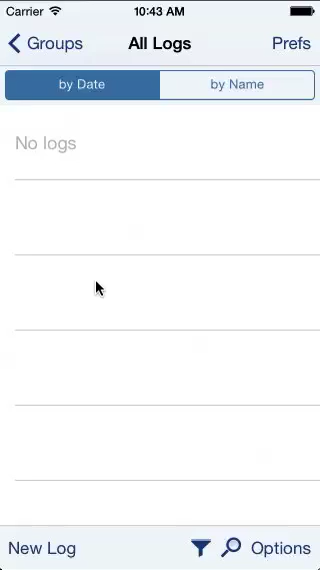 Carrier 10:43 AM
Groups All Logs Prefs
by Date by Name
No logs
New Log Options